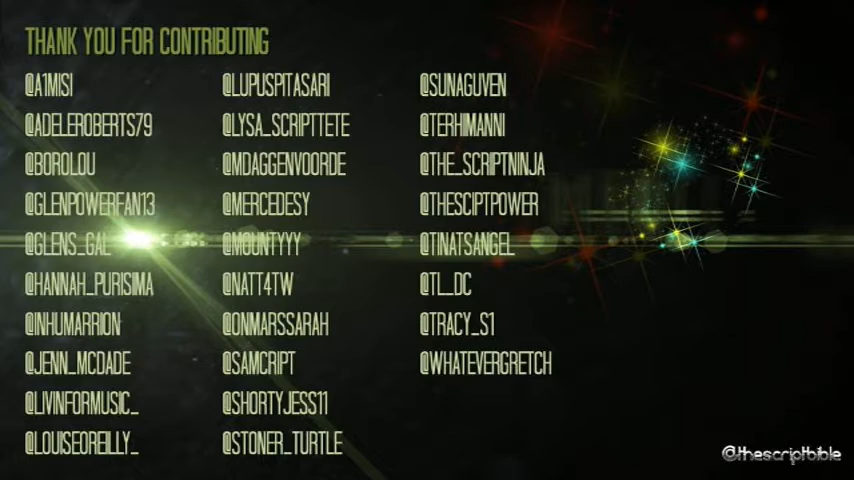 THANK YOU FOR CONTRIBUTING
@A1MISI
@ADELEROBERTS79
@BOROLOU
@GLENPOWERFAN13
@GLENS_GAL
@HANNAH_PURISIMA
@INHUMARRION
@JENN_MCDADE
@LIVINFORMUSIC_
@LOUISEOREILLY_
@LUPUSPITASARI
@LYSA_SCRIPTTETE
@MDAGGENVOORDE
@MERCEDESY
@MOUNTYYY
@NATT4TW
@ONMARSSARAH
@SAMCRIPT
@SHORTYJESS11
@STONER_TURTLE
@SUNAGUVEN
@TERHIMANNI
@THE_SCRIPTNINJA
@THESCIPTPOWER
@TINATSANGEL
@TL_DC
@TRACY_S1
@WHATEVERGRETCH
@thescriptbible